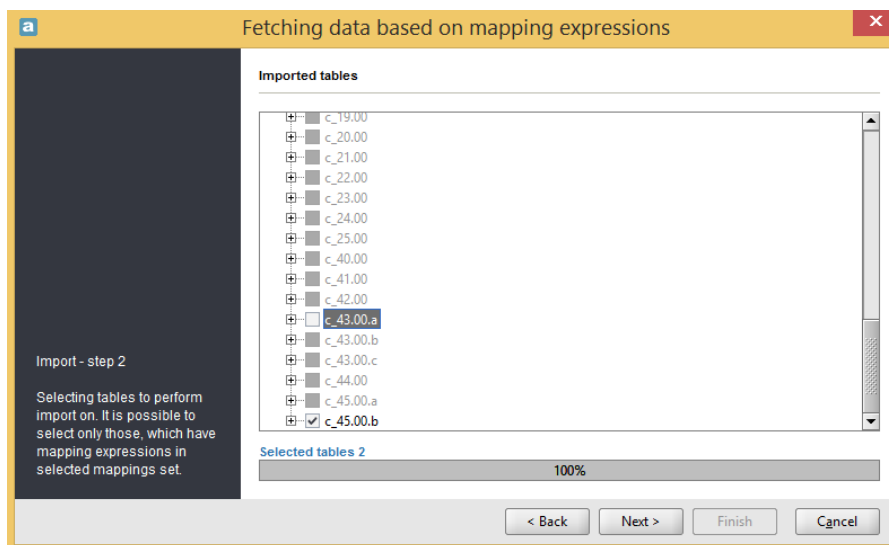 a
Fetching data based on mapping expressions
x
Imported tables
c_19.00
c_20.00
c_21.00
c_22.00
c_23.00
c_24.00
c_25.00
c_40.00
c_41.00
c_42.00
c_43.00.a
c_43.00.b
c_43.00.c
c_44.00
c_45.00.a
c_45.00.b
Import - step 2
Selecting tables to perform
import on. It is possible to
select only those, which have
mapping expressions in
selected mappings set.
Selected tables 2
100%
< Back Next > Finish Cancel